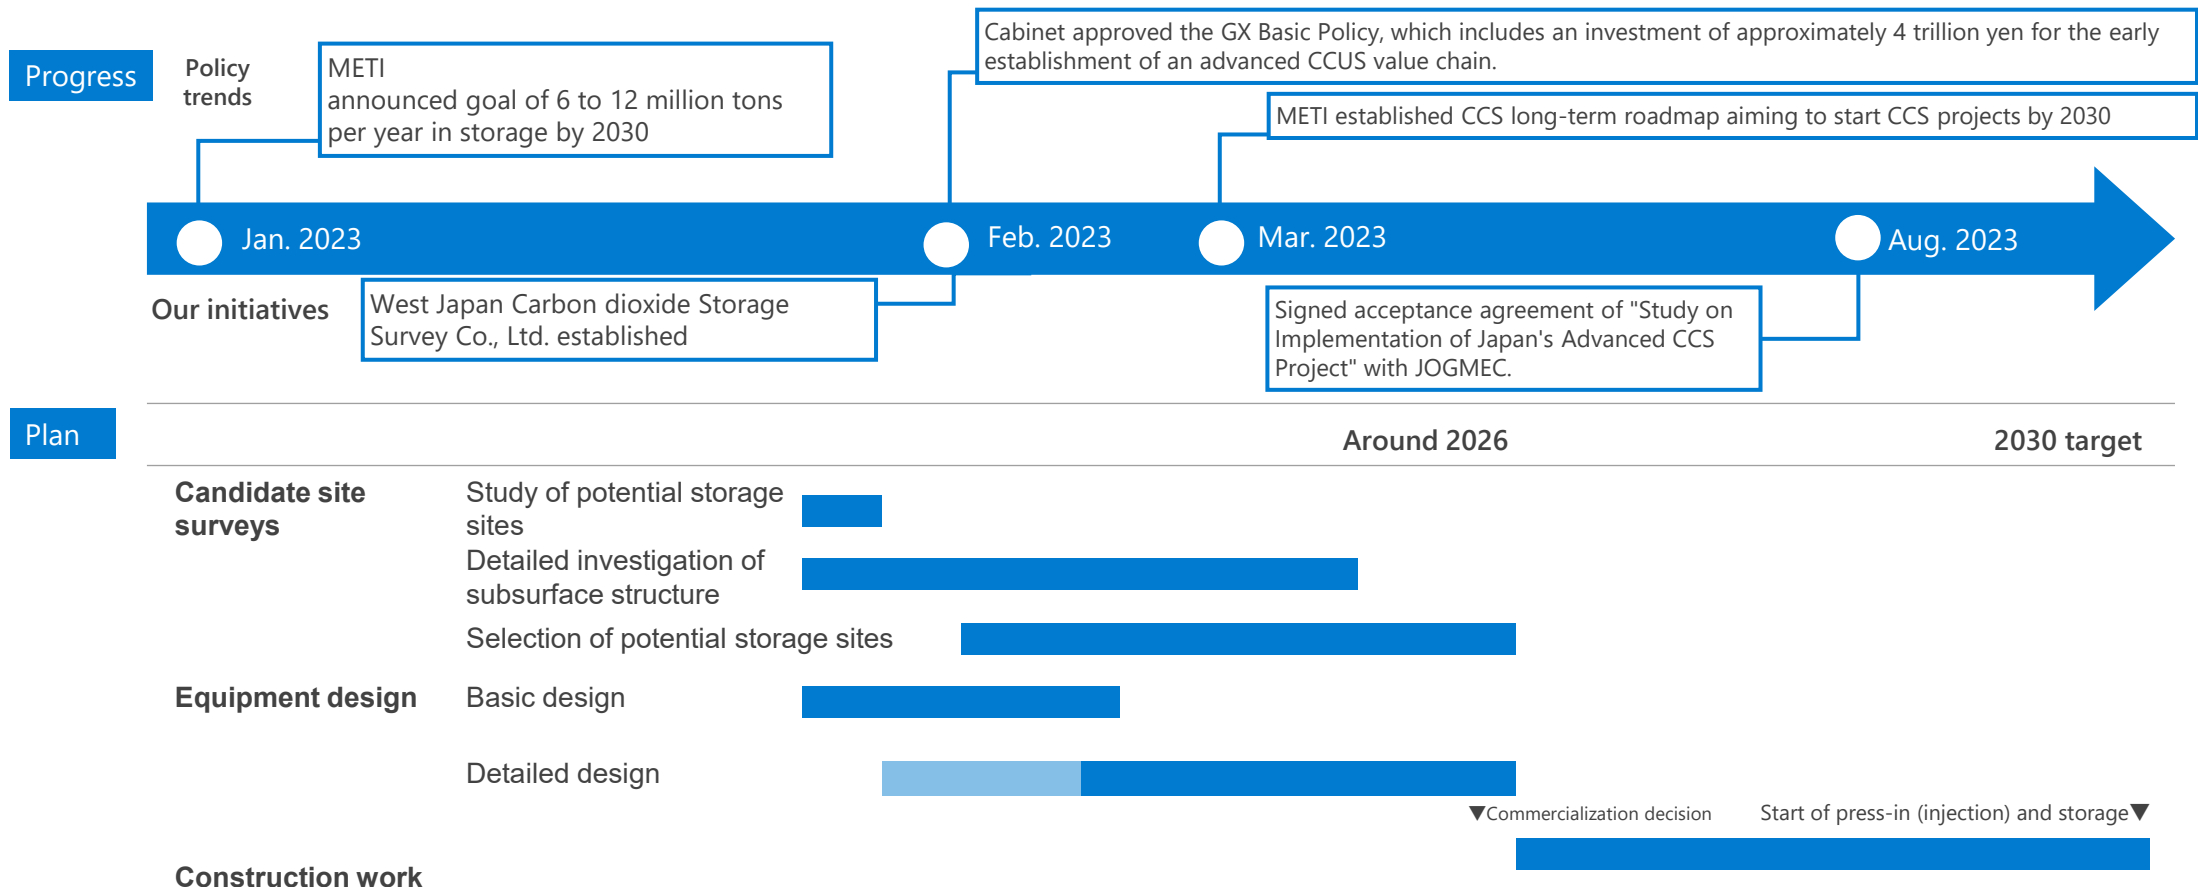 Progress
Policy
trends
METI
announced goal of 6 to 12 million tons
per year in storage by 2030
Cabinet approved the GX Basic Policy, which includes an investment of approximately 4 trillion yen for the early
establishment of an advanced CCUS value chain.
METI established CCS long-term roadmap aiming to start CCS projects by 2030
Jan. 2023
Feb. 2023
Mar. 2023
Aug. 2023
Our initiatives
West Japan Carbon dioxide Storage
Survey Co., Ltd. established
Signed acceptance agreement of "Study on
Implementation of Japan's Advanced CCS
Project" with JOGMEC.
Plan
Around 2026
2030 target
Candidate site
surveys
Study of potential storage
sites
Detailed investigation of
subsurface structure
Selection of potential storage sites
Equipment design
Basic design
Detailed design
▼Commercialization decision
Start of press-in (injection) and storage▼
Construction work